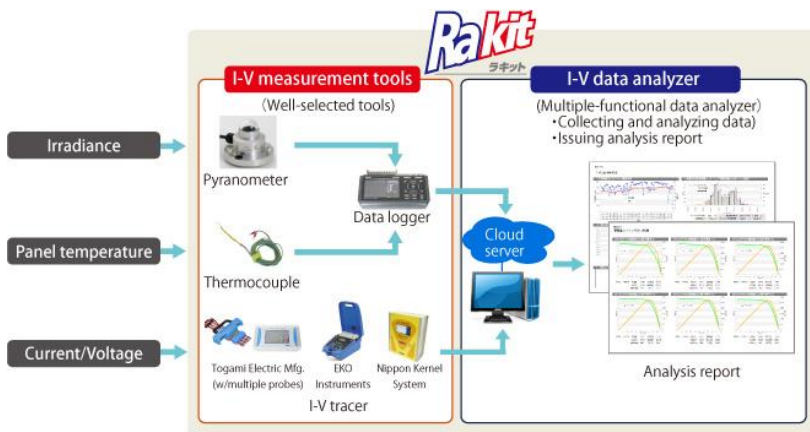 Rakit
ラキット
I-V measurement tools
(Well-selected tools)
Irradiance
Pyranometer
Data logger
Panel temperature
Thermocouple
Current/Voltage
Togami Electric Mfg.
(w/multiple probes)
EKO
Instruments
Nippon Kernel
System
I-V tracer
I-V data analyzer
(Multiple-functional data analyzer)
・Collecting and analyzing data)
・Issuing analysis report
Cloud
server
Analysis report